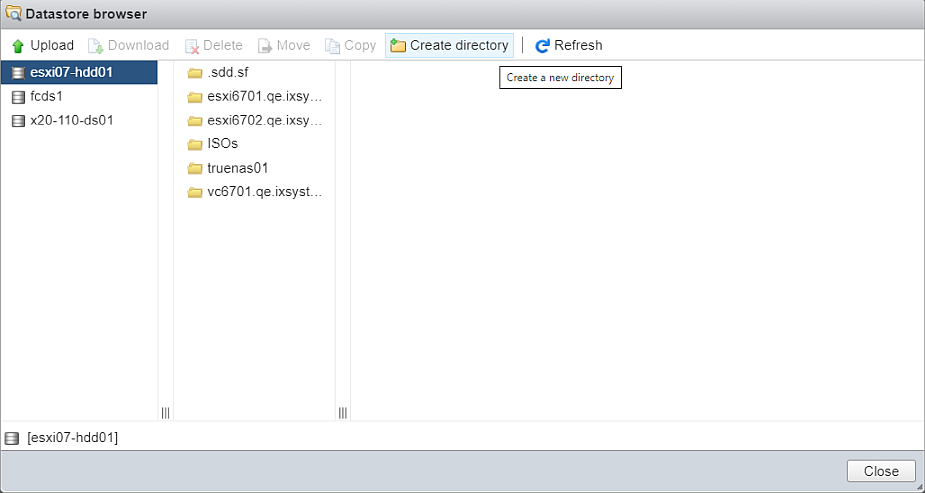 Datastore browser
Upload Download Delete Move Copy Create directory Refresh
Create a new directory
esxi07-hdd01
fcds1
x20-110-ds01
.sdd.sf
esxi6701.qe.ixsy...
esxi6702.qe.ixsy...
ISOs
truenas01
vc6701.qe.ixsyst...
[esxi07-hdd01]
Close